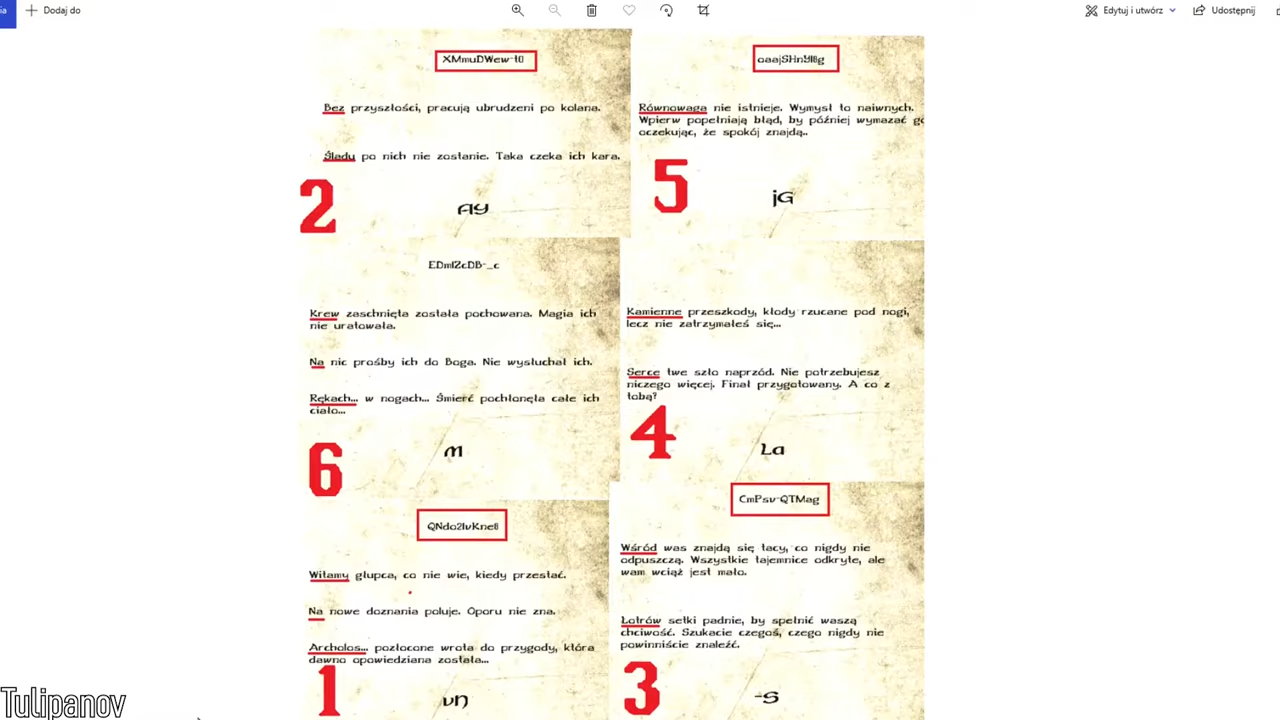 Dodaj do
Edytuj i utwórz
Udostępnij
XMmuDWew-t0
Bez przyszłości, pracują ubrudzeni po kolana.
Ślady po nich nie zostanie. Taka czeka ich kara.
2
AY
Równowaga nie istnieje. Wymysł to naiwnych.
Wpierw popełniają błąd, by później wymazać go
oczekując, że spokój znajdą..
5
jG
EDmIZcDB-_c
Krew zaschnięta została pochowana. Magia ich
nie uratowała.
Na nic prośby ich do Boga. Nie wysłuchał ich.
Rękach... w nogach... Śmierć pochłonęła całe ich
ciało...
6
M
Kamienne przeszkody, kłody rzucane pod nogi,
lecz nie zatrzymałeś się...
Serce twe szło naprzód. Nie potrzebujesz
niczego więcej. Finał przygotowany. A co z
tobą?
4
La
QNdo2IvKne8
Witamy głupca, co nie wie, kiedy przestać.
Na nowe doznania poluje. Oporu nie zna.
Archolos... pozłocone wrota do przygody, która
dawno opowiedziana została...
1
vN
CmPsv-QTMag
Wśród was znajdą się tacy, co nigdy nie
odpuszczą. Wszystkie tajemnice odkryte, ale
wam wciąż jest mało.
Łotrów setki padnie, by spełnić waszą
chciwość. Szukacie czegoś, czego nigdy nie
powinniście znaleźć.
3
-S
Tulipanov